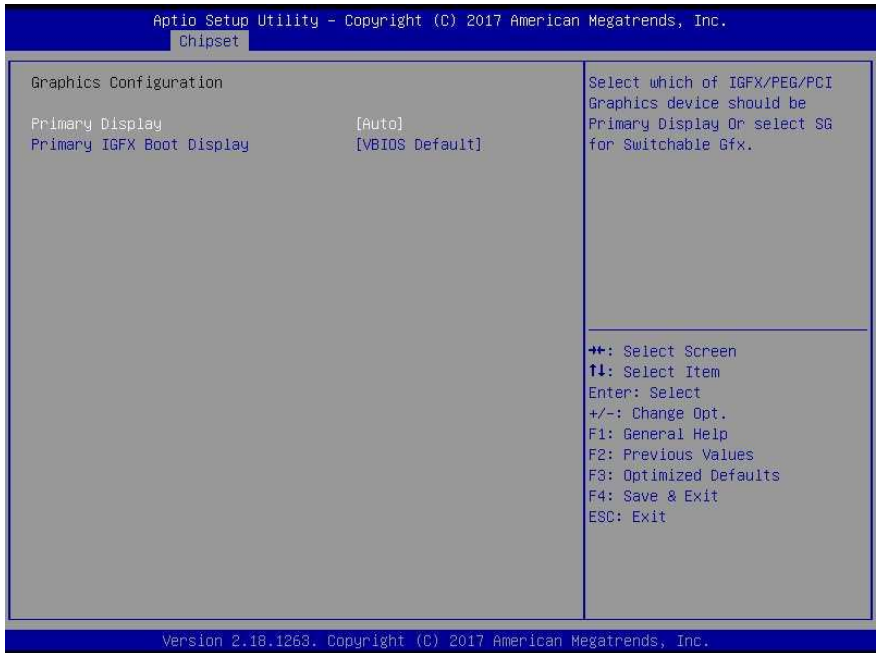 Aptio Setup Utility – Copyright (C) 2017 American Megatrends, Inc.
Chipset
Graphics Configuration
Primary Display [Auto]
Primary IGFX Boot Display [VBIOS Default]
Select which of IGFX/PEG/PCI
Graphics device should be
Primary Display Or select SG
for Switchable Gfx.
→←: Select Screen
↑↓: Select Item
Enter: Select
+/-: Change Opt.
F1: General Help
F2: Previous Values
F3: Optimized Defaults
F4: Save & Exit
ESC: Exit
Version 2.18.1263. Copyright (C) 2017 American Megatrends, Inc.